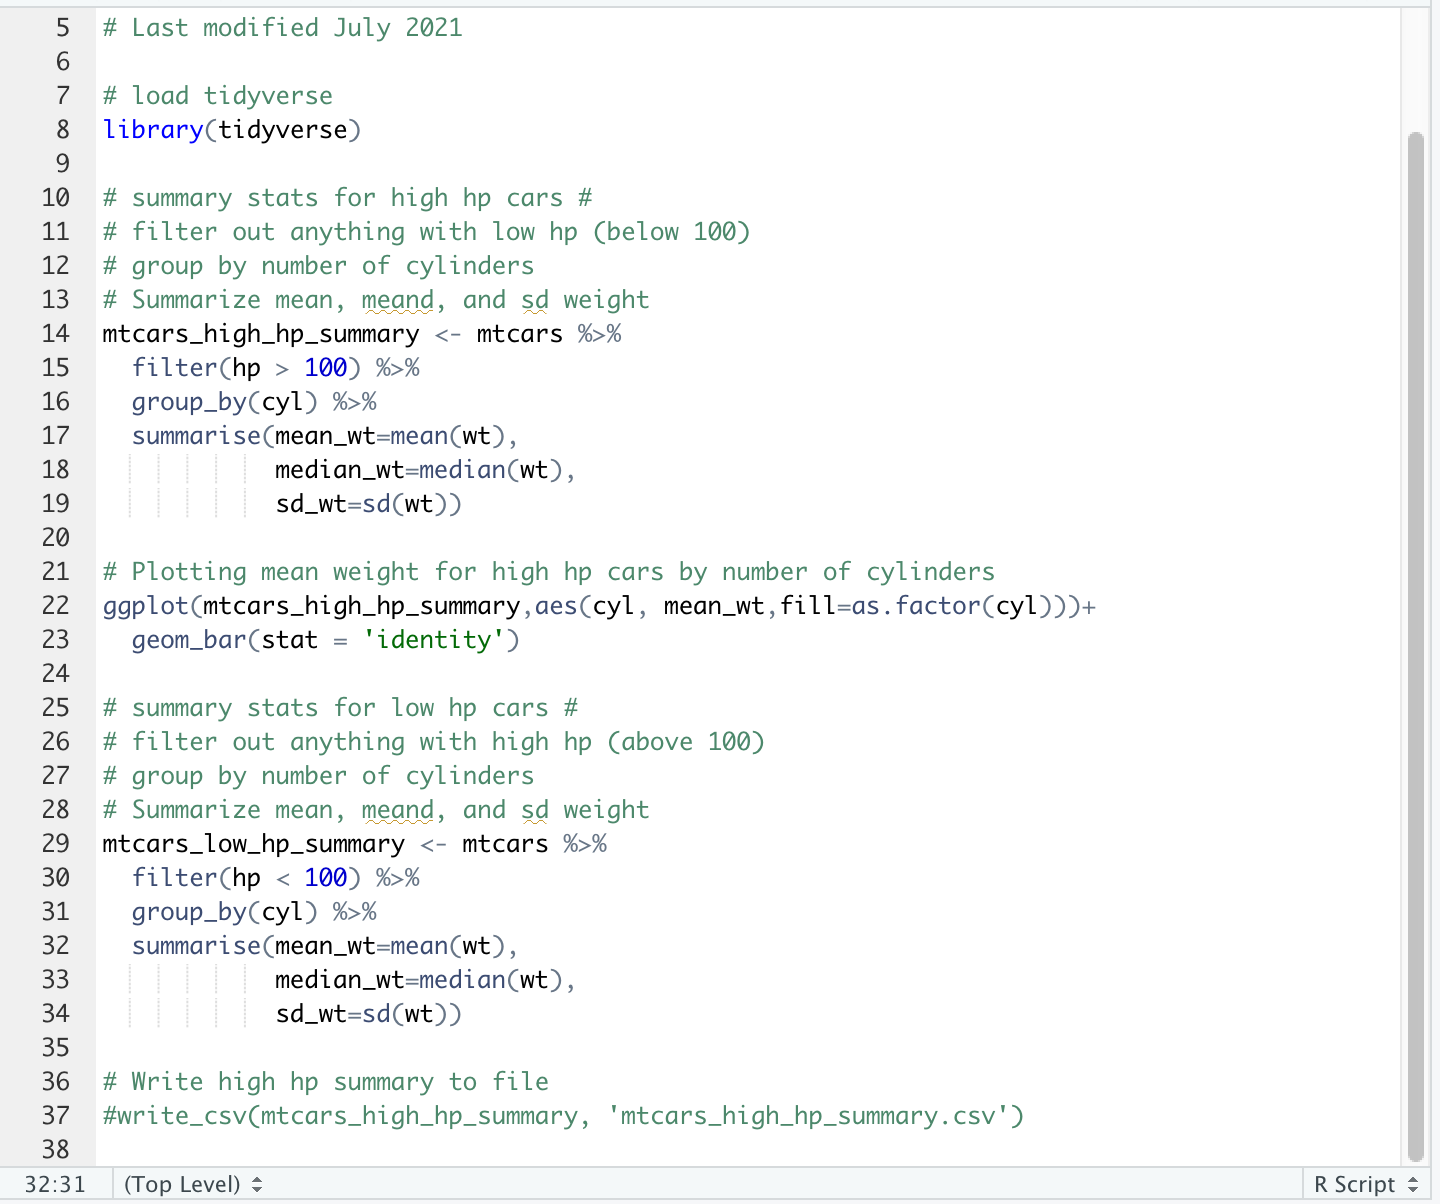 5 # Last modified July 2021
6
7 # load tidyverse
8 library(tidyverse)
9
10 # summary stats for high hp cars #
11 # filter out anything with low hp (below 100)
12 # group by number of cylinders
13 # Summarize mean, meand, and sd weight
14 mtcars_high_hp_summary <- mtcars %>%
15   filter(hp > 100) %>%
16   group_by(cyl) %>%
17   summarise(mean_wt=mean(wt),
18             median_wt=median(wt),
19             sd_wt=sd(wt))
20
21 # Plotting mean weight for high hp cars by number of cylinders
22 ggplot(mtcars_high_hp_summary,aes(cyl, mean_wt,fill=as.factor(cyl)))+
23   geom_bar(stat = 'identity')
24
25 # summary stats for low hp cars #
26 # filter out anything with high hp (above 100)
27 # group by number of cylinders
28 # Summarize mean, meand, and sd weight
29 mtcars_low_hp_summary <- mtcars %>%
30   filter(hp < 100) %>%
31   group_by(cyl) %>%
32   summarise(mean_wt=mean(wt),
33             median_wt=median(wt),
34             sd_wt=sd(wt))
35
36 # Write high hp summary to file
37 #write_csv(mtcars_high_hp_summary, 'mtcars_high_hp_summary.csv')
38
32:31 (Top Level) R Script